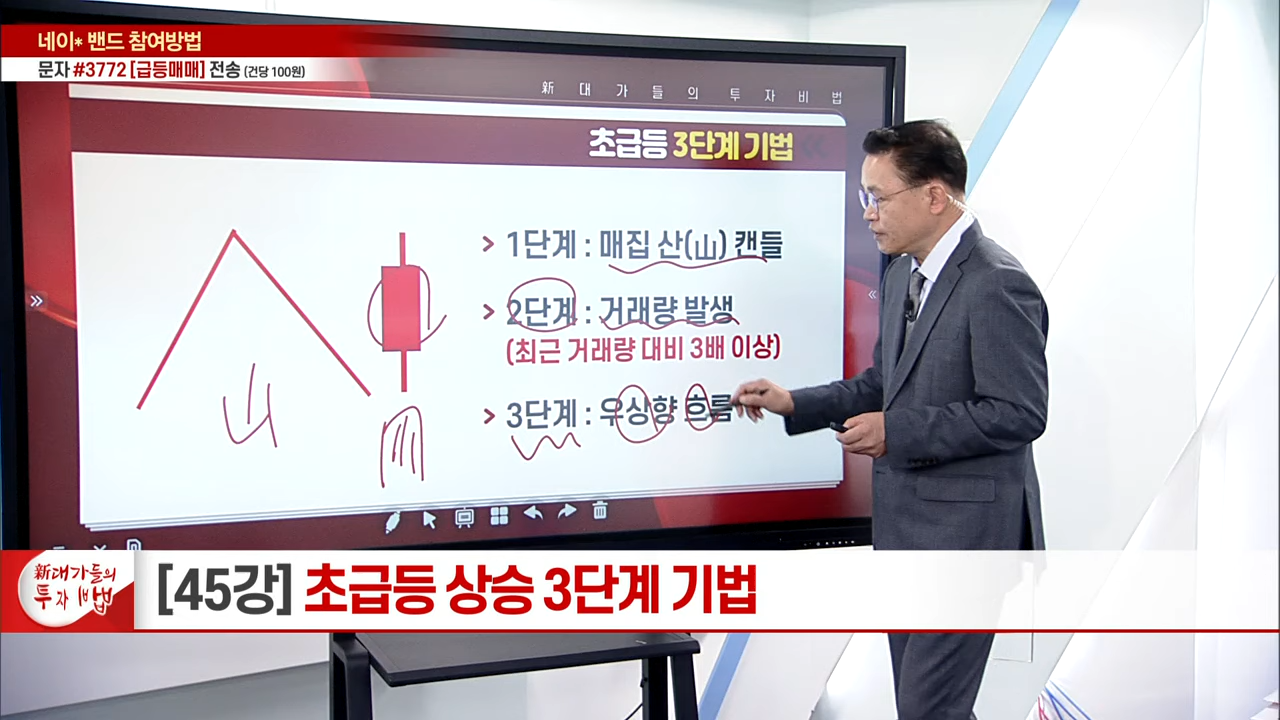 네이* 밴드 참여방법
문자 #3772 [급등매매] 전송 (건당 100원)
新 대가들의 투자비법
초급등 3단계 기법
> 1단계 : 매집 산(山) 캔들
> 2단계 : 거래량 발생
(최근 거래량 대비 3배 이상)
> 3단계 : 우상향 흐름
山
新대가들의
투자비법
[45강] 초급등 상승 3단계 기법